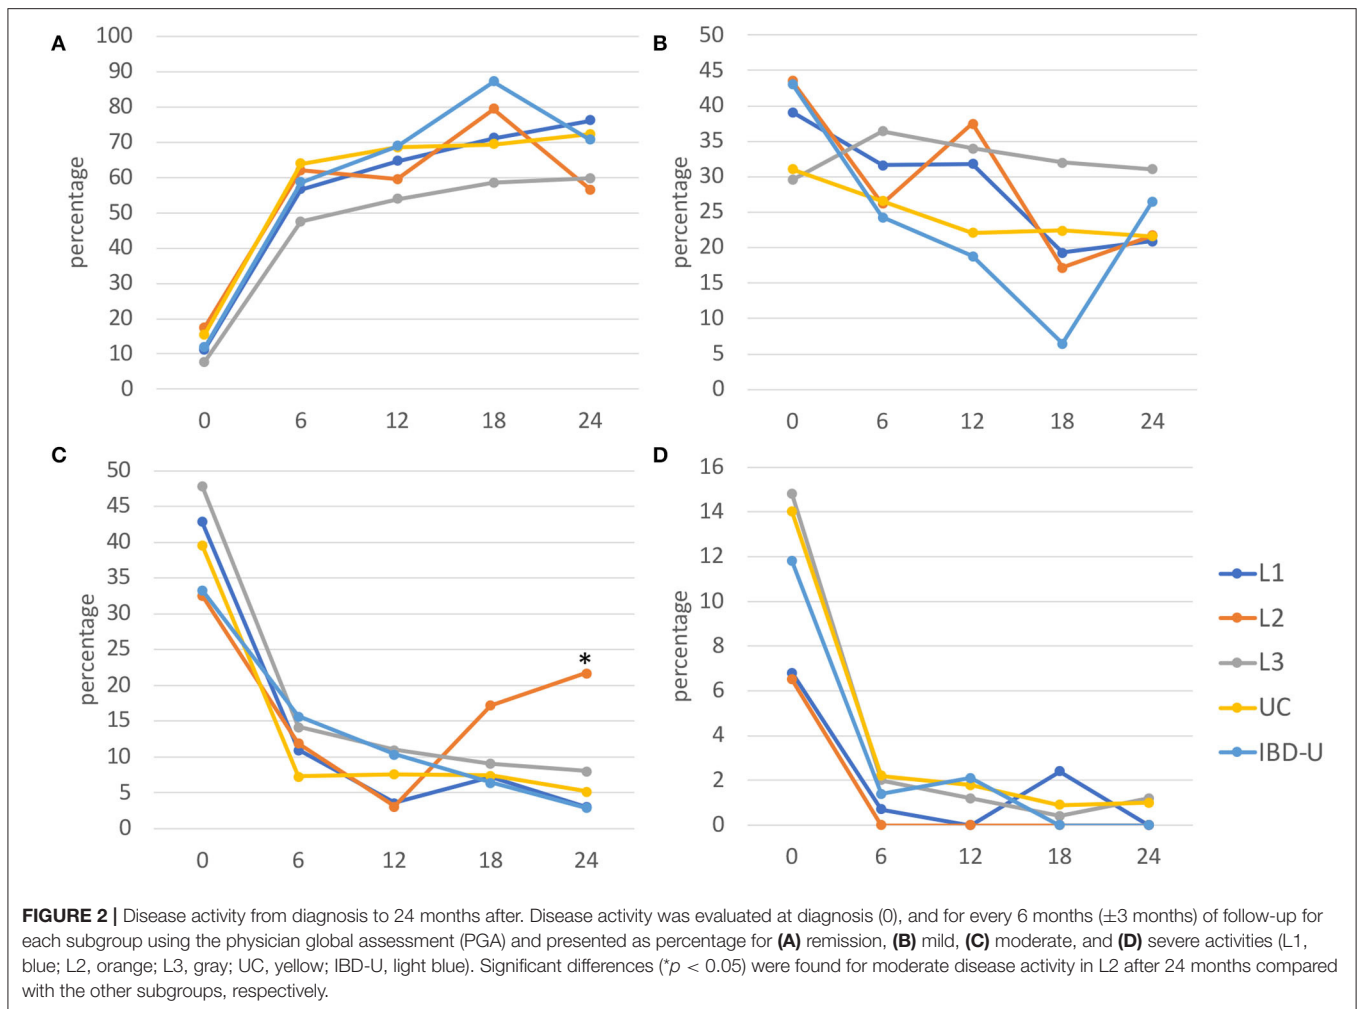 A
100
90
80
70
60
50
40
30
20
10
0
percentage
0 6 12 18 24
B
50
45
40
35
30
25
20
15
10
5
0
percentage
0 6 12 18 24
C
50
45
40
35
30
25
20
15
10
5
0
percentage
*
0 6 12 18 24
D
16
14
12
10
8
6
4
2
0
percentage
0 6 12 18 24
L1
L2
L3
UC
IBD-U
FIGURE 2 | Disease activity from diagnosis to 24 months after. Disease activity was evaluated at diagnosis (0), and for every 6 months (±3 months) of follow-up for
each subgroup using the physician global assessment (PGA) and presented as percentage for (A) remission, (B) mild, (C) moderate, and (D) severe activities (L1,
blue; L2, orange; L3, gray; UC, yellow; IBD-U, light blue). Significant differences (*p < 0.05) were found for moderate disease activity in L2 after 24 months compared
with the other subgroups, respectively.